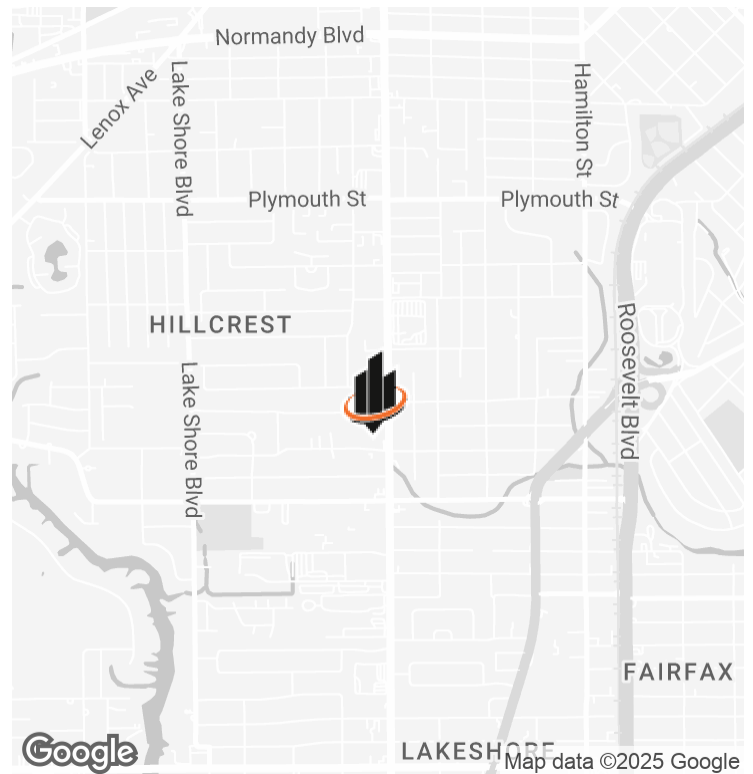 Normandy Blvd
Lenox Ave
Lake Shore Blvd
Hamilton St
Plymouth St
Plymouth St
HILLCREST
Roosevelt Blvd
Lake Shore Blvd
FAIRFAX
LAKESHORE
Google
Map data ©2025 Google